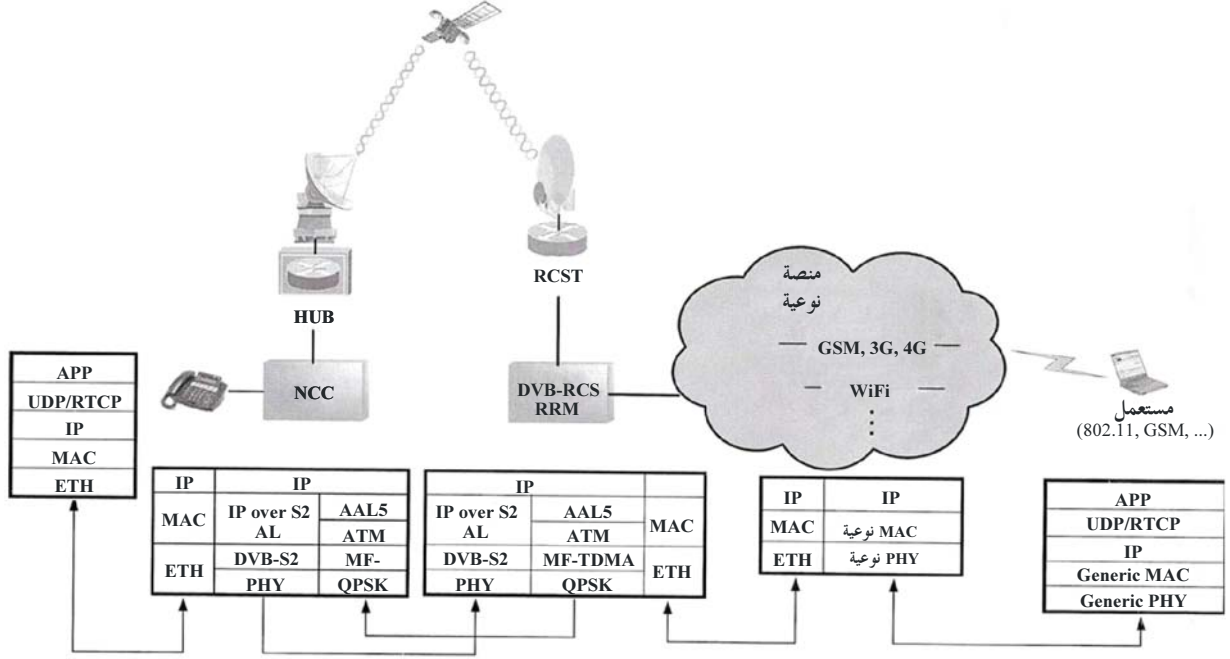 منصة
نوعية
RCST
HUB
GSM, 3G, 4G
WiFi
NCC
DVB-RCS
RRM
مستعمل
(802.11, GSM, ...)
APP
UDP/RTCP
IP
MAC
ETH
IP IP
MAC IP over S2 AL AAL5
ATM
ETH DVB-S2 MF-
PHY QPSK
IP
IP over S2 AL AAL5 MAC
ATM
DVB-S2 MF-TDMA ETH
PHY QPSK
IP IP
MAC نوعية MAC
ETH نوعية PHY
APP
UDP/RTCP
IP
Generic MAC
Generic PHY